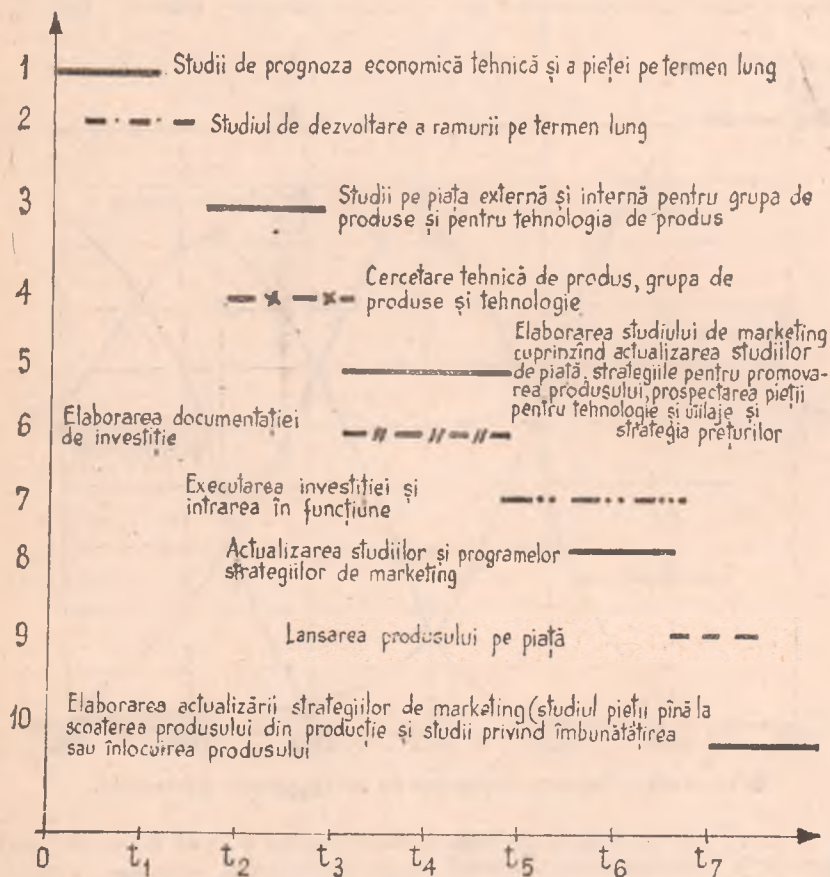 1 Studii de prognoza economică tehnică și a pieței pe termen lung
2 Studiul de dezvoltare a ramurii pe termen lung
3 Studii pe piața externă și internă pentru grupa de
produse și pentru tehnologia de produs
4 Cercetare tehnică de produs, grupa de
produse și tehnologie
5 Elaborarea studiului de marketing
cuprinzînd actualizarea studiilor
de piață, strategiile pentru promova-
rea produsului, prospectarea pieții
pentru tehnologie și utilaje și
strategia prețurilor
6 Elaborarea documentației
de investiție
7 Executarea investiției și
intrarea în funcțiune
8 Actualizarea studiilor și programelor
strategiilor de marketing
9 Lansarea produsului pe piață
10 Elaborarea actualizării strategiilor de marketing (studiul pieții pînă la
scoaterea produsului din producție și studii privind îmbunătățirea
sau înlocuirea produsului
0 t1 t2 t3 t4 t5 t6 t7